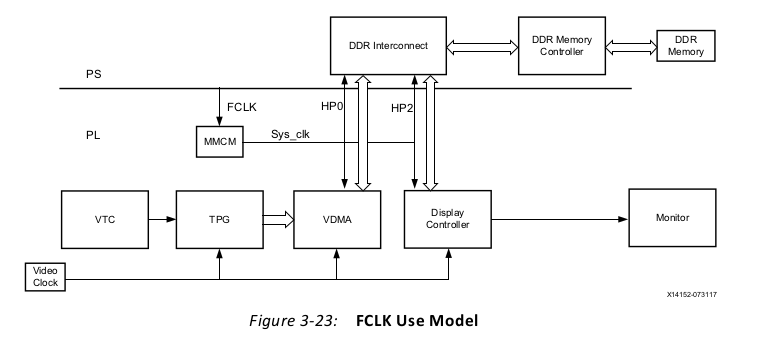 DDR Interconnect
DDR Memory
Controller
DDR
Memory
PS
FCLK
HP0
HP2
PL
MMCM
Sys_clk
VTC
TPG
VDMA
Display
Controller
Monitor
Video
Clock
X14152-073117
Figure 3-23: FCLK Use Model